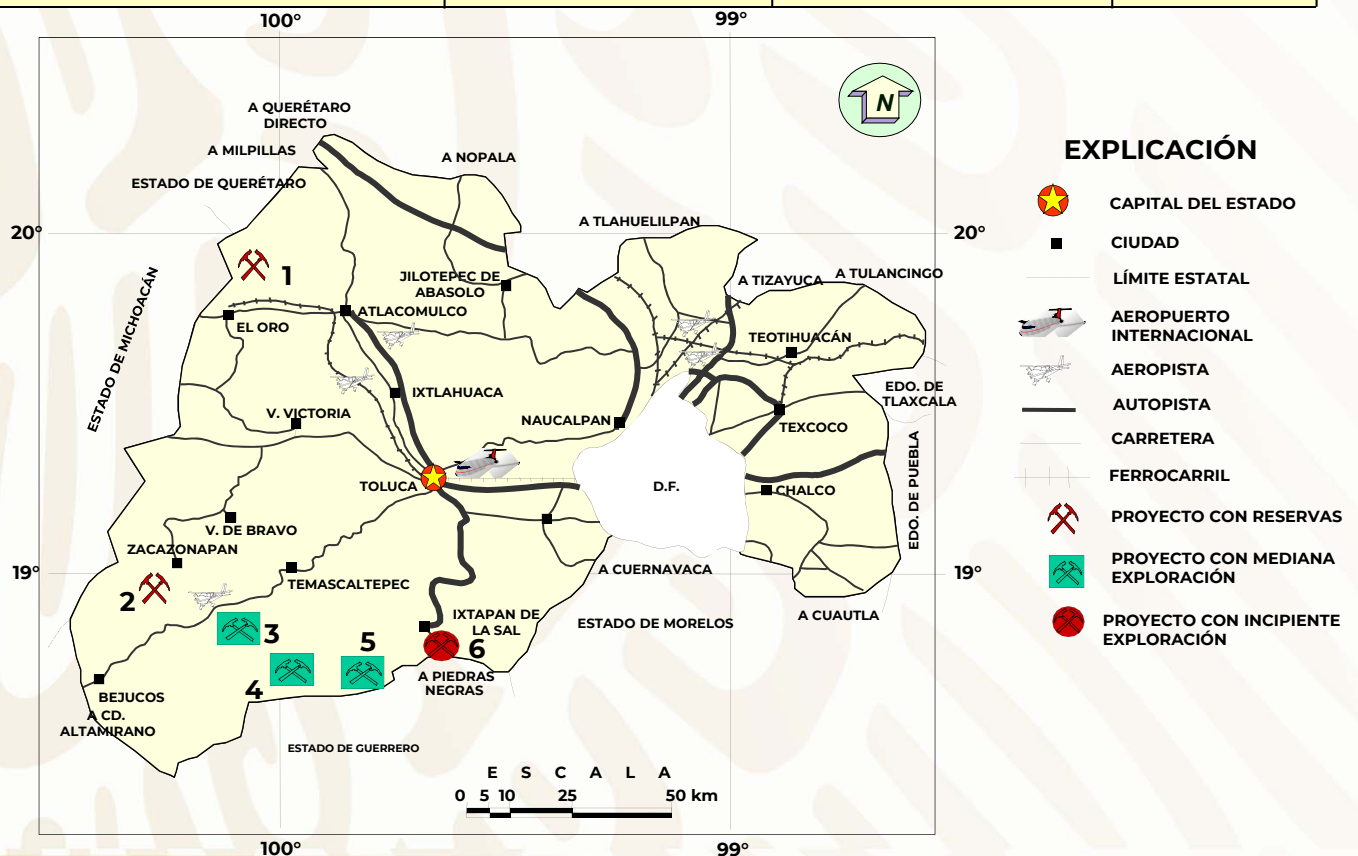 100°
99°
A QUERÉTARO
DIRECTO
A MILPILLAS
A NOPALA
ESTADO DE QUERÉTARO
N
20°
20°
A TLAHUELILPAN
ESTADO DE MICHOACÁN
1
JILOTEPEC DE
ABASOLO
A TIZAYUCA
A TULANCINGO
ATLACOMULCO
EL ORO
TEOTIHUACÁN
IXTLAHUACA
EDO. DE
TLAXCALA
V. VICTORIA
NAUCALPAN
TEXCOCO
EDO. DE PUEBLA
TOLUCA
D.F.
CHALCO
V. DE BRAVO
ZACAZONAPAN
19°
19°
TEMASCALTEPEC
A CUERNAVACA
2
A CUAUTLA
IXTAPAN DE
LA SAL
ESTADO DE MORELOS
3
5
6
4
A PIEDRAS
NEGRAS
BEJUCOS
A CD.
ALTAMIRANO
ESTADO DE GUERRERO
E S C A L A
0 5 10 25 50 km
100°
99°
EXPLICACIÓN
CAPITAL DEL ESTADO
CIUDAD
LÍMITE ESTATAL
AEROPUERTO
INTERNACIONAL
AEROPISTA
AUTOPISTA
CARRETERA
FERROCARRIL
PROYECTO CON RESERVAS
PROYECTO CON MEDIANA
EXPLORACIÓN
PROYECTO CON INCIPIENTE
EXPLORACIÓN